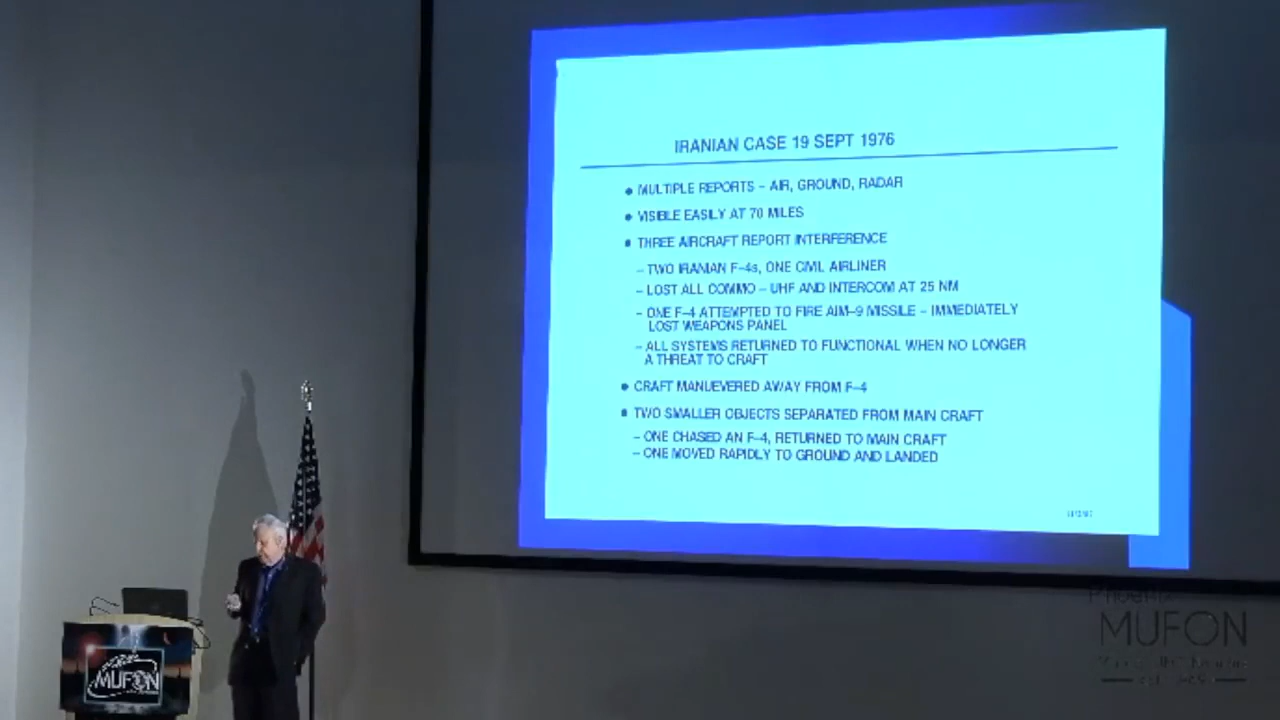 IRANIAN CASE 19 SEPT 1976
● MULTIPLE REPORTS – AIR, GROUND, RADAR
● VISIBLE EASILY AT 70 MILES
● THREE AIRCRAFT REPORT INTERFERENCE
– TWO IRANIAN F–4s, ONE CIVIL AIRLINER
– LOST ALL COMMO – UHF AND INTERCOM AT 25 NM
– ONE F–4 ATTEMPTED TO FIRE AIM–9 MISSILE – IMMEDIATELY
LOST WEAPONS PANEL
– ALL SYSTEMS RETURNED TO FUNCTIONAL WHEN NO LONGER
A THREAT TO CRAFT
● CRAFT MANUEVERED AWAY FROM F–4
● TWO SMALLER OBJECTS SEPARATED FROM MAIN CRAFT
– ONE CHASED AN F–4, RETURNED TO MAIN CRAFT
– ONE MOVED RAPIDLY TO GROUND AND LANDED
Phoenix
MUFON
MUFON